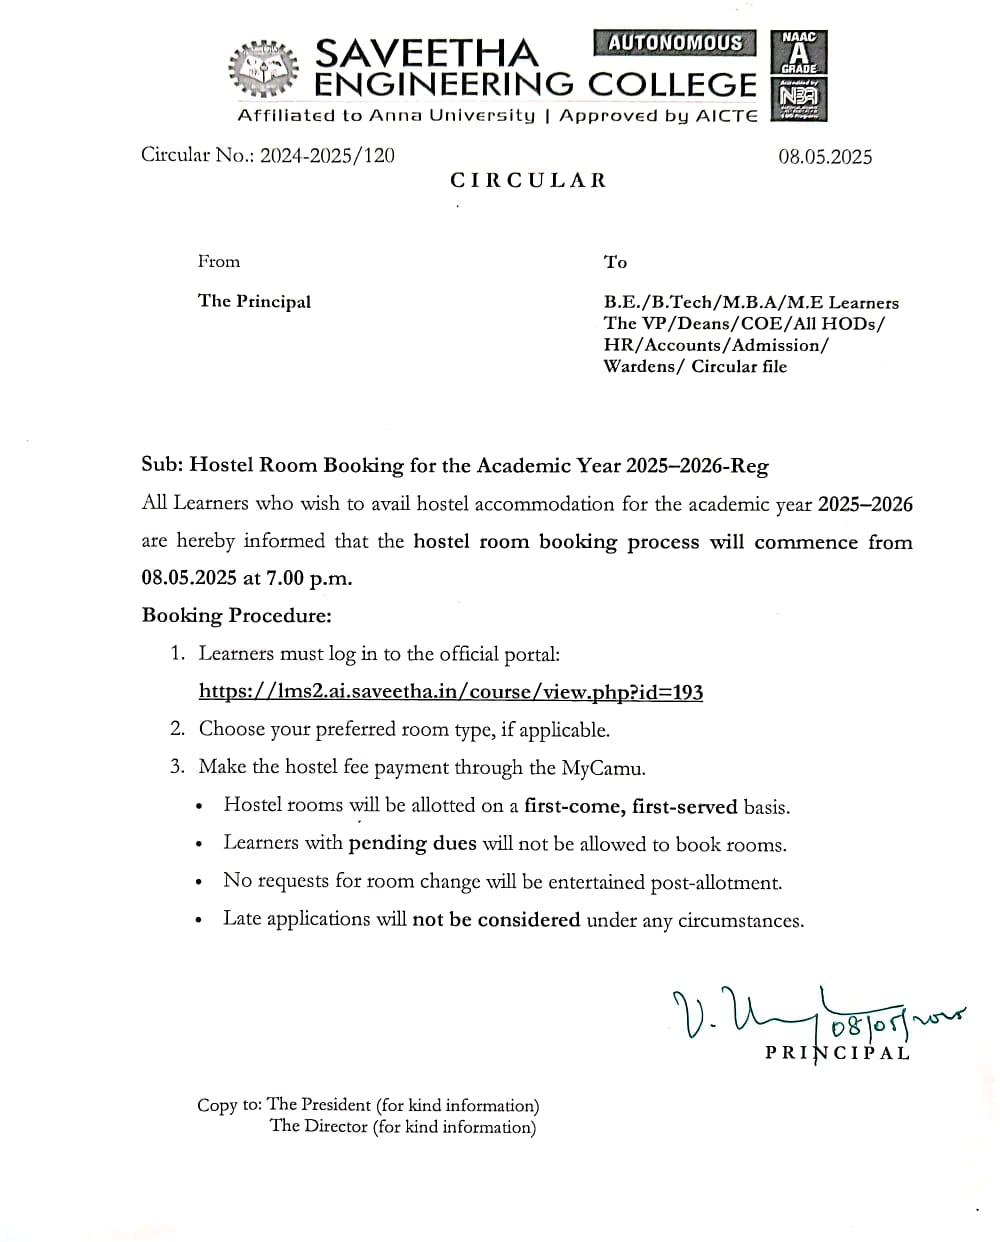 SAVEETHA
ENGINEERING COLLEGE
AUTONOMOUS
NAAC
A
GRADE
NBA
Affiliated to Anna University | Approved by AICTE
Circular No.: 2024-2025/120
08.05.2025
CIRCULAR
From
To
The Principal
B.E./B.Tech/M.B.A/M.E Learners
The VP/Deans/COE/All HODs/
HR/Accounts/Admission/
Wardens/ Circular file
Sub: Hostel Room Booking for the Academic Year 2025–2026-Reg
All Learners who wish to avail hostel accommodation for the academic year 2025–2026
are hereby informed that the hostel room booking process will commence from
08.05.2025 at 7.00 p.m.
Booking Procedure:
1. Learners must log in to the official portal:
https://lms2.ai.saveetha.in/course/view.php?id=193
2. Choose your preferred room type, if applicable.
3. Make the hostel fee payment through the MyCamu.
• Hostel rooms will be allotted on a first-come, first-served basis.
• Learners with pending dues will not be allowed to book rooms.
• No requests for room change will be entertained post-allotment.
• Late applications will not be considered under any circumstances.
08/05/2025
PRINCIPAL
Copy to: The President (for kind information)
The Director (for kind information)